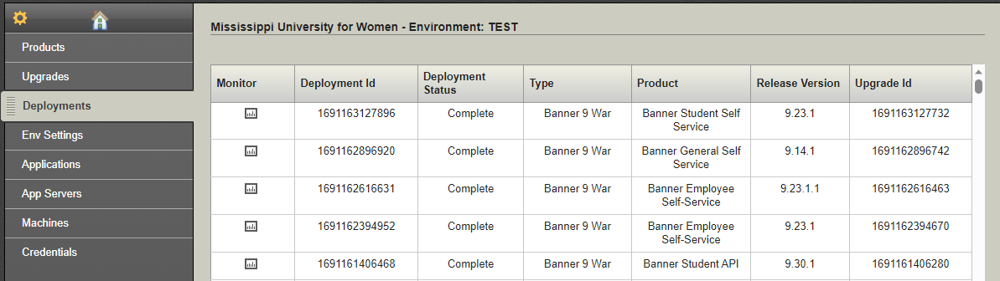 Mississippi University for Women - Environment: TEST
Products
Upgrades
Deployments
Env Settings
Applications
App Servers
Machines
Credentials
Monitor Deployment Id Deployment Status Type Product Release Version Upgrade Id
1691163127896 Complete Banner 9 War Banner Student Self Service 9.23.1 1691163127732
1691162896920 Complete Banner 9 War Banner General Self Service 9.14.1 1691162896742
1691162616631 Complete Banner 9 War Banner Employee Self-Service 9.23.1.1 1691162616463
1691162394952 Complete Banner 9 War Banner Employee Self-Service 9.23.1 1691162394670
1691161406468 Complete Banner 9 War Banner Student API 9.30.1 1691161406280